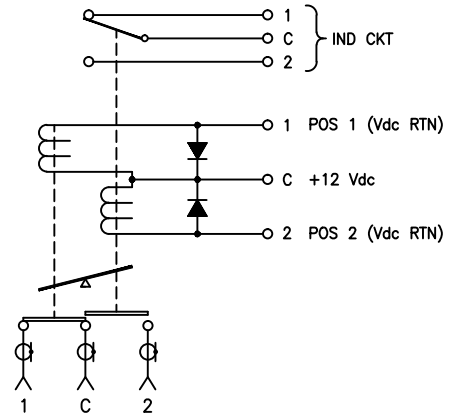 1
C IND CKT
2
1 POS 1 (Vdc RTN)
C +12 Vdc
2 POS 2 (Vdc RTN)
1 C 2